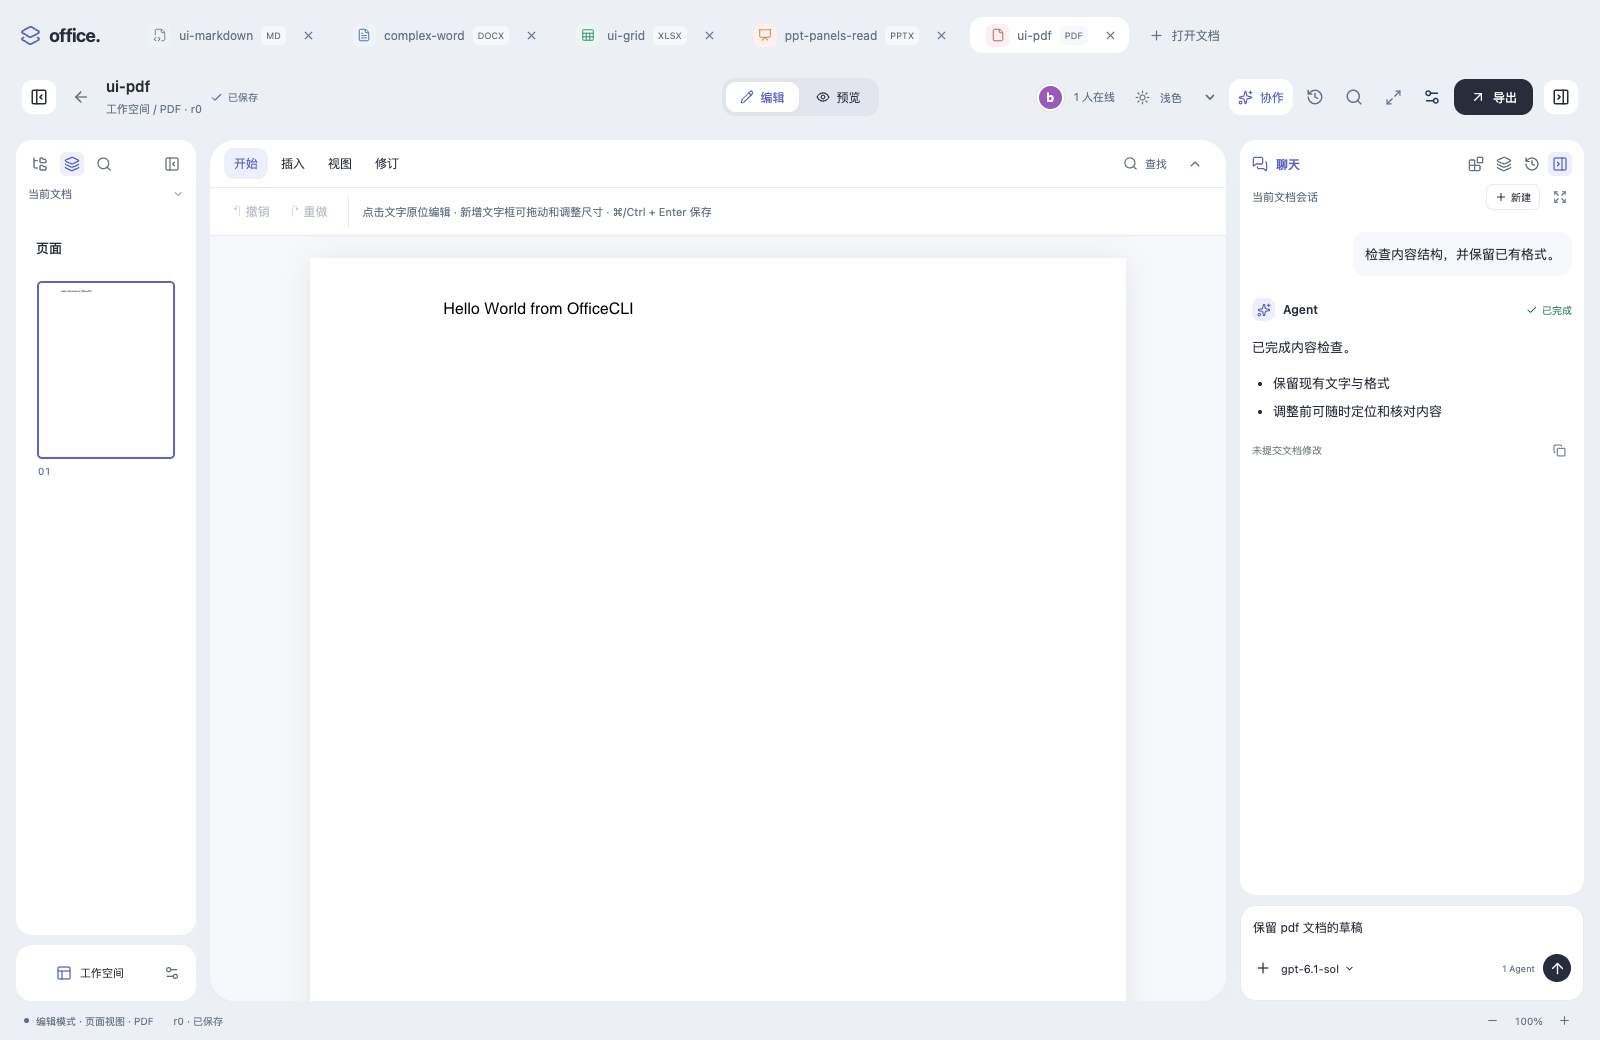 office.
ui-markdown MD
complex-word DOCX
ui-grid XLSX
ppt-panels-read PPTX
ui-pdf PDF
打开文档
ui-pdf
工作空间 / PDF · r0
已保存
编辑
预览
b
1 人在线
浅色
协作
导出
当前文档
页面
01
工作空间
开始 插入 视图 修订
查找
撤销 重做
点击文字原位编辑 · 新增文字框可拖动和调整尺寸 · ⌘/Ctrl + Enter 保存
Hello World from OfficeCLI
聊天
当前文档会话
新建
检查内容结构，并保留已有格式。
Agent
已完成
已完成内容检查。
• 保留现有文字与格式
• 调整前可随时定位和核对内容
未提交文档修改
保留 pdf 文档的草稿
gpt-6.1-sol
1 Agent
编辑模式 · 页面视图 · PDF
r0 · 已保存
100%